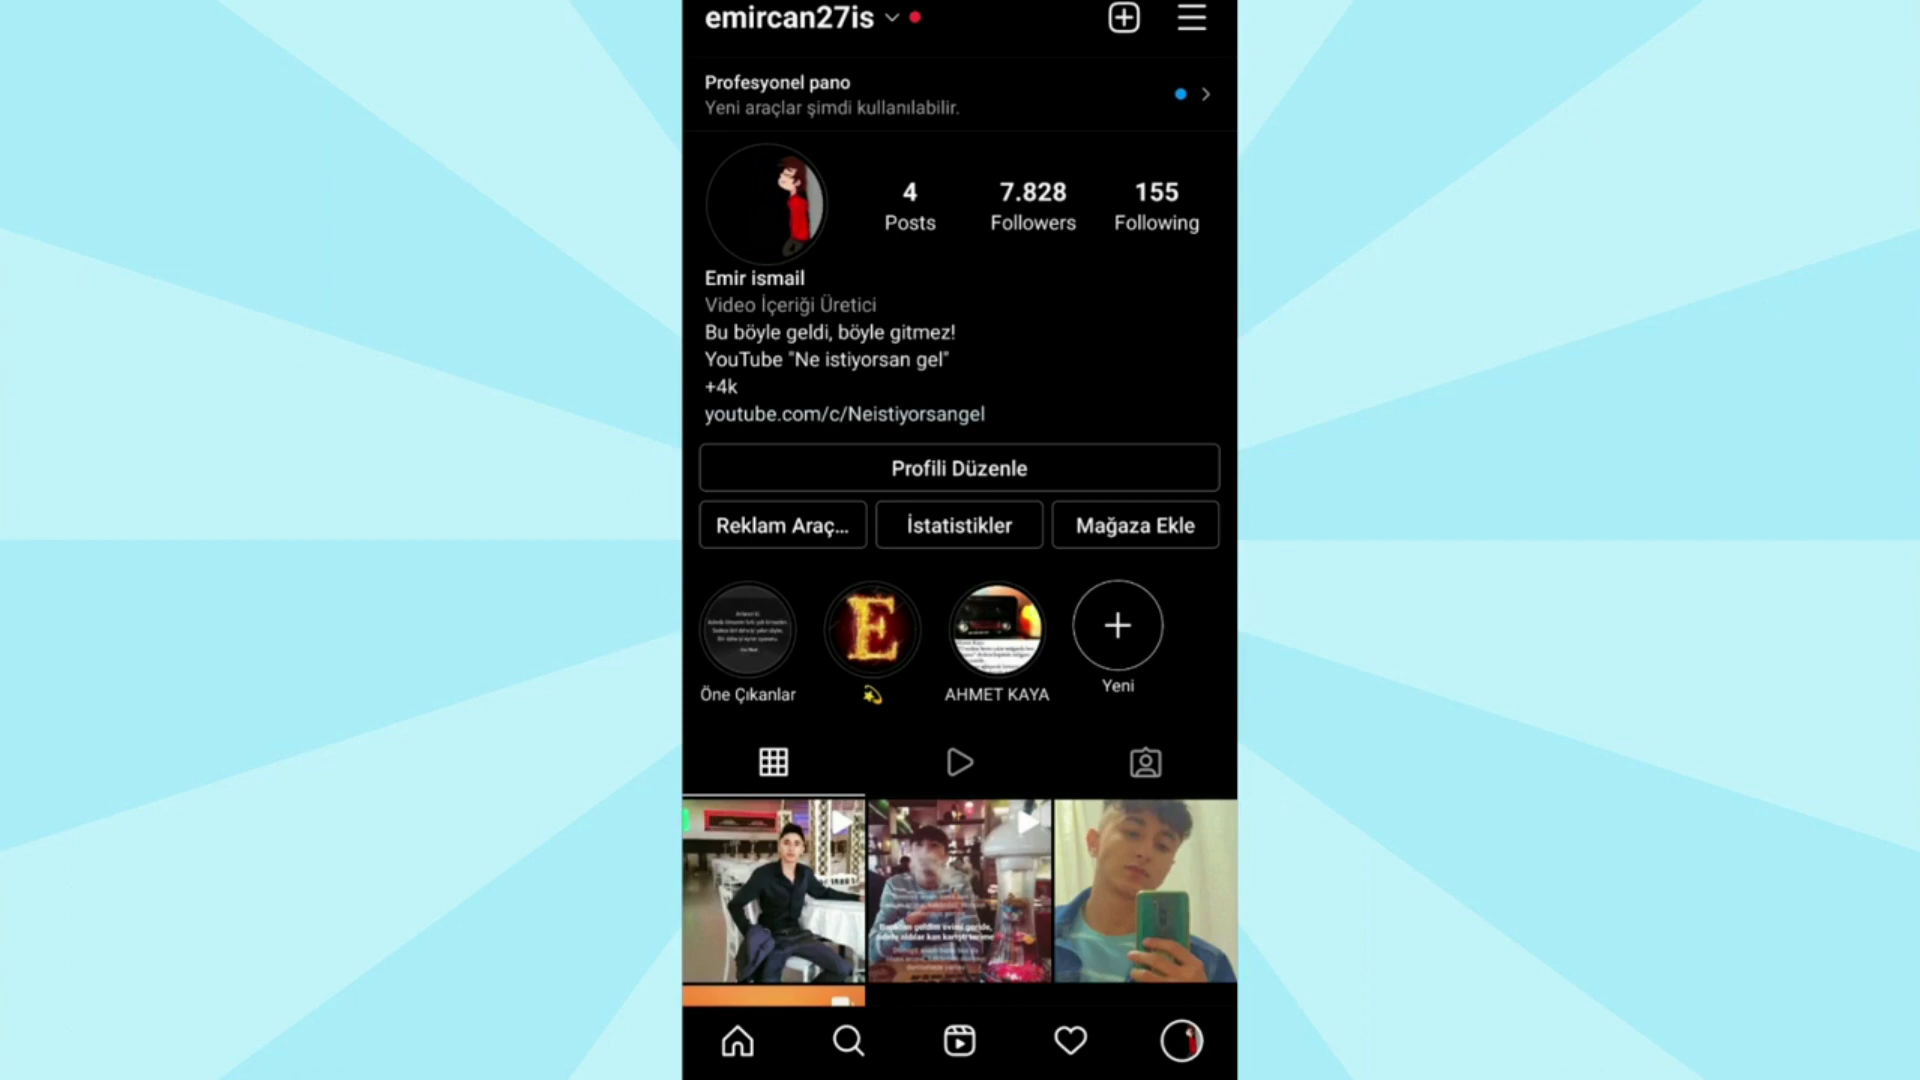 emircan27is
Profesyonel pano
Yeni araçlar şimdi kullanılabilir.
4
7.828
155
Posts
Followers
Following
Emir ismail
Video İçeriği Üretici
Bu böyle geldi, böyle gitmez!
YouTube "Ne istiyorsan gel"
+4k
youtube.com/c/Neistiyorsangel
Profili Düzenle
Reklam Araç...
İstatistikler
Mağaza Ekle
E
Öne Çıkanlar
AHMET KAYA
Yeni